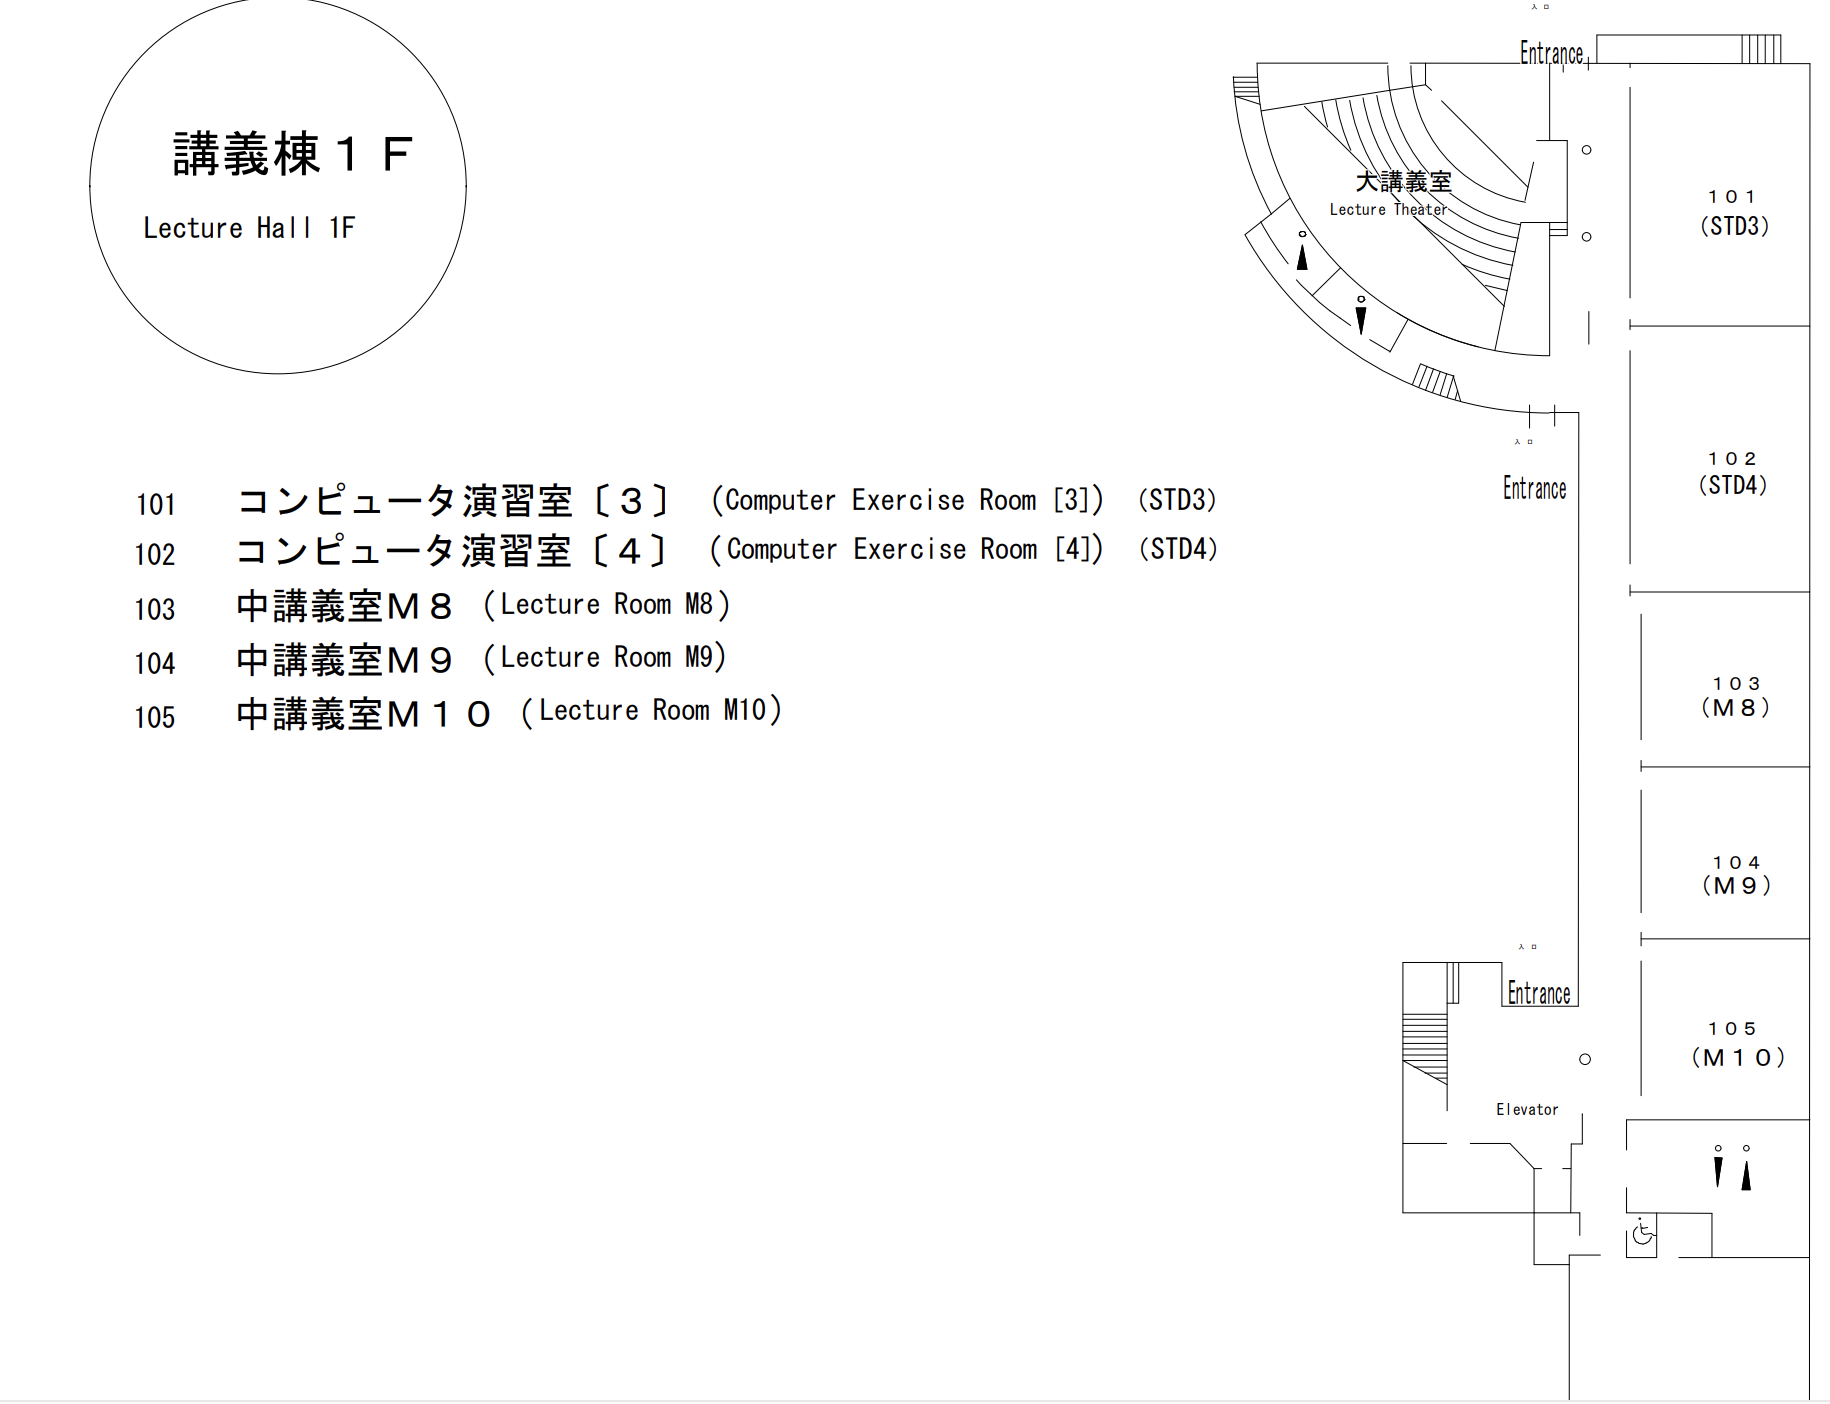 講義棟１Ｆ
Lecture Hall 1F
101 コンピュータ演習室〔３〕 (Computer Exercise Room [3]) (STD3)
102 コンピュータ演習室〔４〕 (Computer Exercise Room [4]) (STD4)
103 中講義室Ｍ８ (Lecture Room M8)
104 中講義室Ｍ９ (Lecture Room M9)
105 中講義室Ｍ１０ (Lecture Room M10)
入口
Entrance
大講義室
Lecture Theater
１０１
(STD3)
１０２
(STD4)
入口
Entrance
１０３
(Ｍ８)
１０４
(Ｍ９)
入口
Entrance
１０５
(Ｍ１０)
Elevator